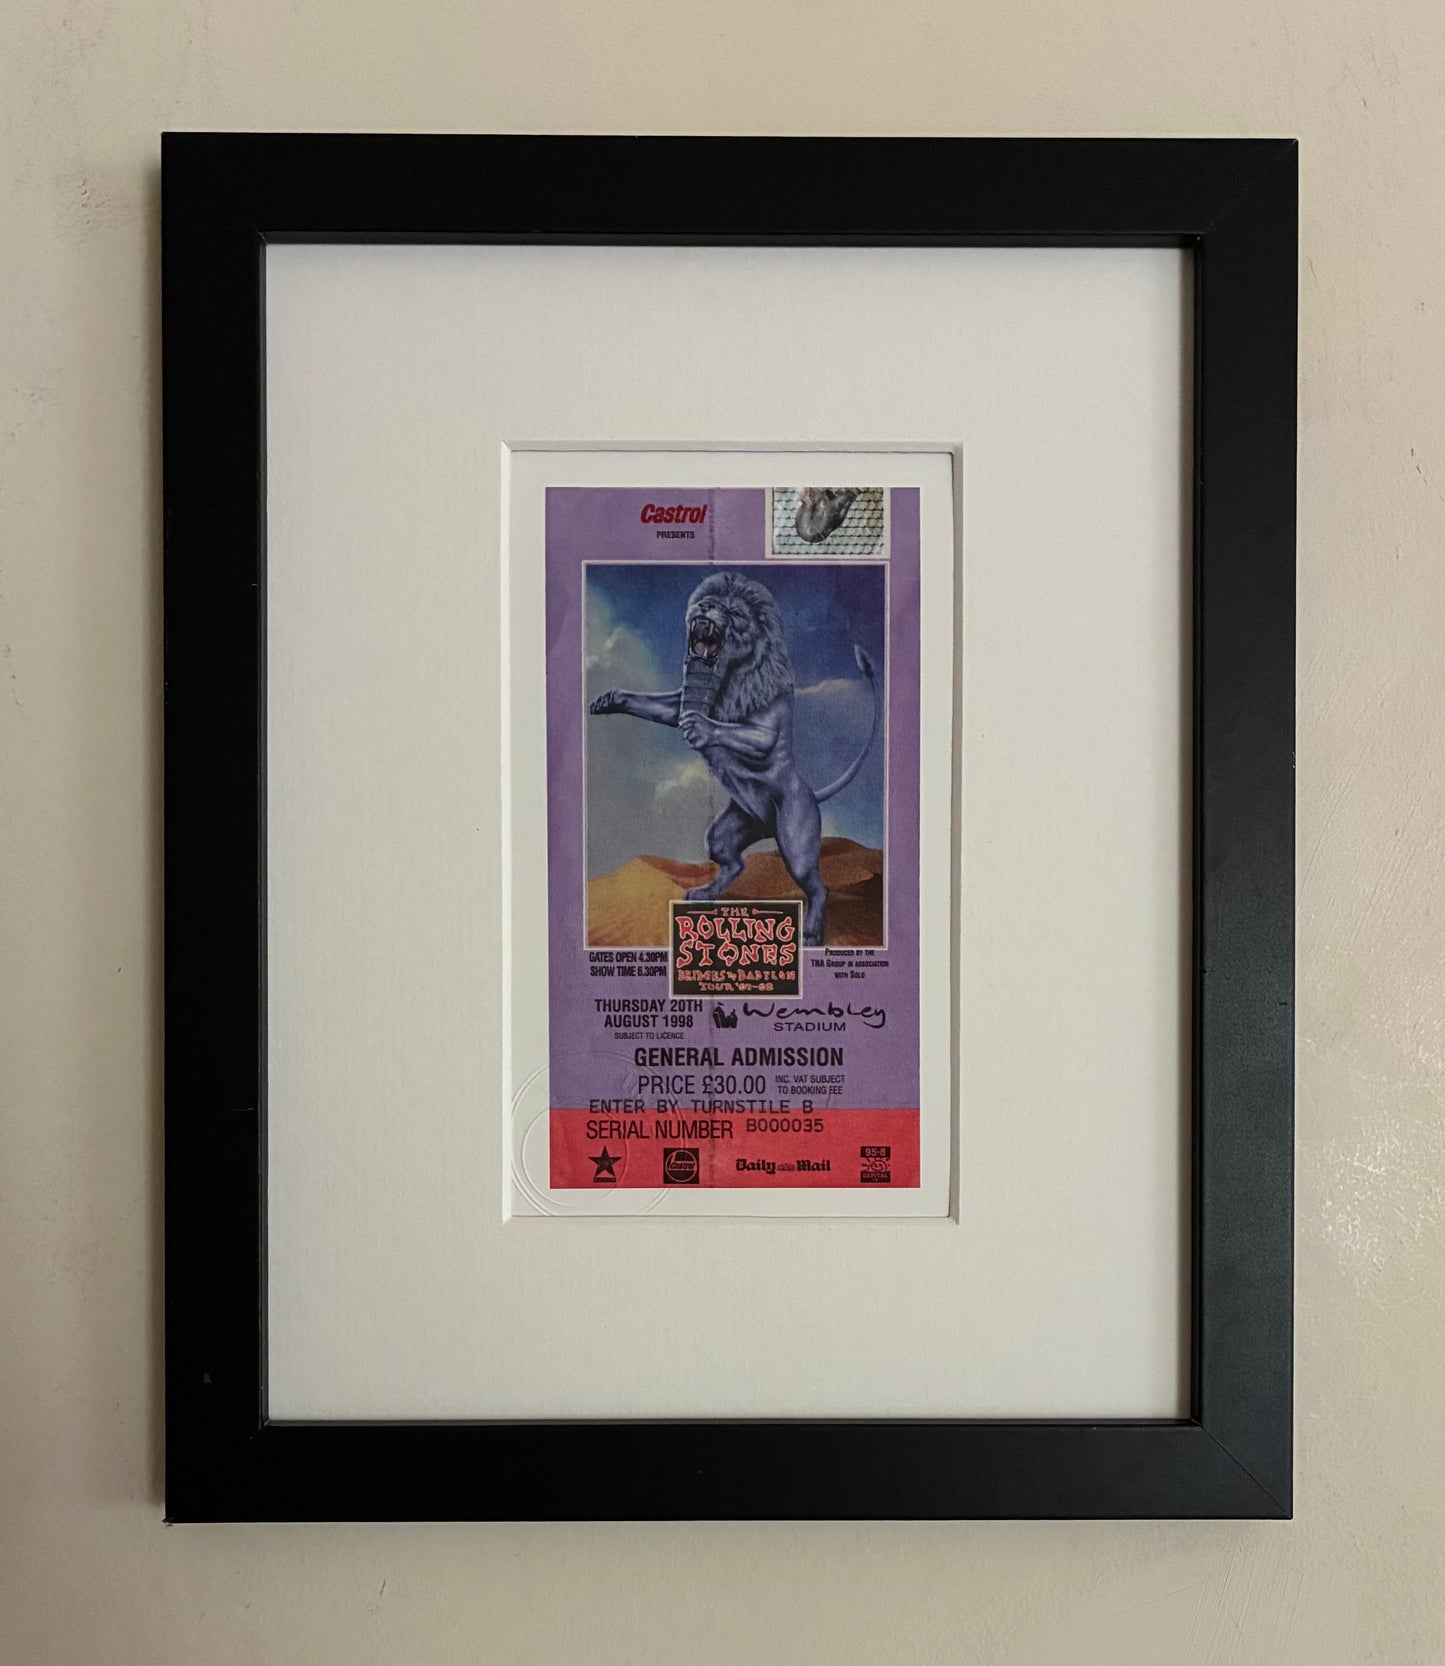 Castrol
PRESENTS
THE
ROLLING
STONES
BRIDGES TO BABYLON
TOUR '97-98
GATES OPEN 4.30PM
SHOW TIME 6.30PM
PRODUCED BY THE
TNA GROUP IN ASSOCIATION
WITH SOLO
THURSDAY 20TH
AUGUST 1998
SUBJECT TO LICENCE
Wembley
STADIUM
GENERAL ADMISSION
PRICE £30.00 INC. VAT SUBJECT
TO BOOKING FEE
ENTER BY TURNSTILE B
SERIAL NUMBER B000035
Castrol
Daily Mail
95·8
CAPITAL